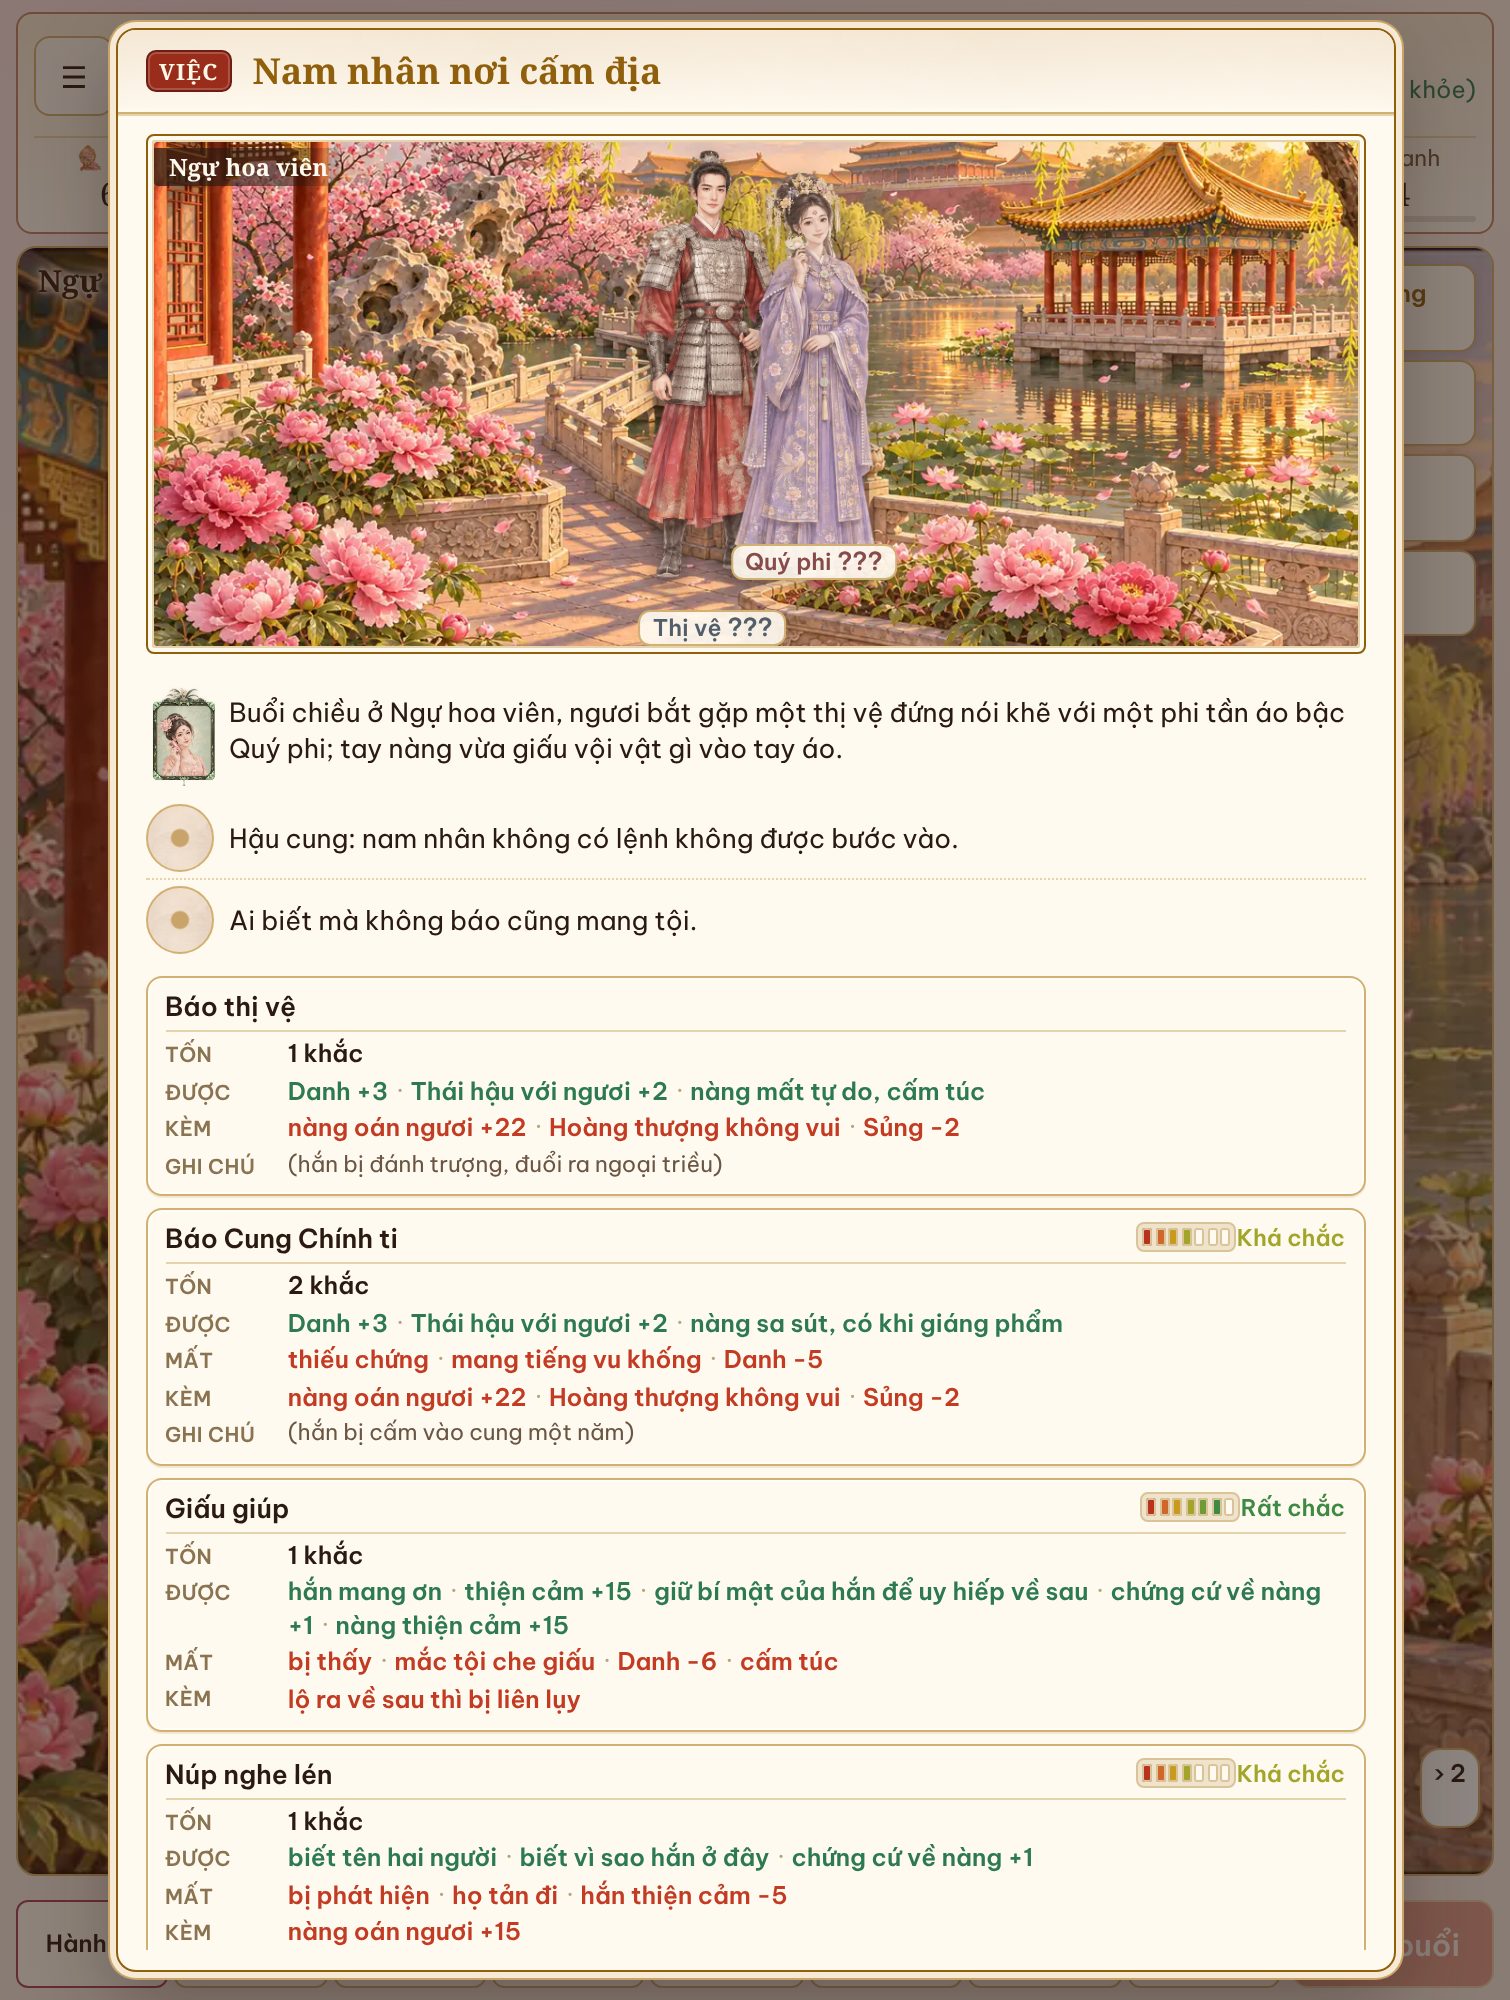 ☰
khỏe)
anh
Ngự
ng
VIỆC Nam nhân nơi cấm địa
Ngự hoa viên
Quý phi ???
Thị vệ ???
Buổi chiều ở Ngự hoa viên, ngươi bắt gặp một thị vệ đứng nói khẽ với một phi tần áo bậc
Quý phi; tay nàng vừa giấu vội vật gì vào tay áo.
Hậu cung: nam nhân không có lệnh không được bước vào.
Ai biết mà không báo cũng mang tội.
Báo thị vệ
TỐN 1 khắc
ĐƯỢC Danh +3 · Thái hậu với ngươi +2 · nàng mất tự do, cấm túc
KÈM nàng oán ngươi +22 · Hoàng thượng không vui · Sủng -2
GHI CHÚ (hắn bị đánh trượng, đuổi ra ngoại triều)
Báo Cung Chính ti Khá chắc
TỐN 2 khắc
ĐƯỢC Danh +3 · Thái hậu với ngươi +2 · nàng sa sút, có khi giáng phẩm
MẤT thiếu chứng · mang tiếng vu khống · Danh -5
KÈM nàng oán ngươi +22 · Hoàng thượng không vui · Sủng -2
GHI CHÚ (hắn bị cấm vào cung một năm)
Giấu giúp Rất chắc
TỐN 1 khắc
ĐƯỢC hắn mang ơn · thiện cảm +15 · giữ bí mật của hắn để uy hiếp về sau · chứng cứ về nàng
+1 · nàng thiện cảm +15
MẤT bị thấy · mắc tội che giấu · Danh -6 · cấm túc
KÈM lộ ra về sau thì bị liên lụy
Núp nghe lén Khá chắc
TỐN 1 khắc
ĐƯỢC biết tên hai người · biết vì sao hắn ở đây · chứng cứ về nàng +1
MẤT bị phát hiện · họ tản đi · hắn thiện cảm -5
KÈM nàng oán ngươi +15
› 2
Hành
buổi